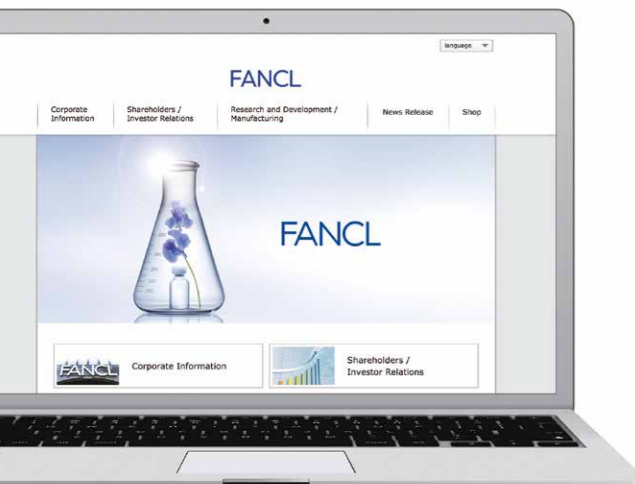 language
FANCL
Corporate
Information
Shareholders /
Investor Relations
Research and Development /
Manufacturing
News Release
Shop
FANCL
FANCL
Corporate Information
Shareholders /
Investor Relations